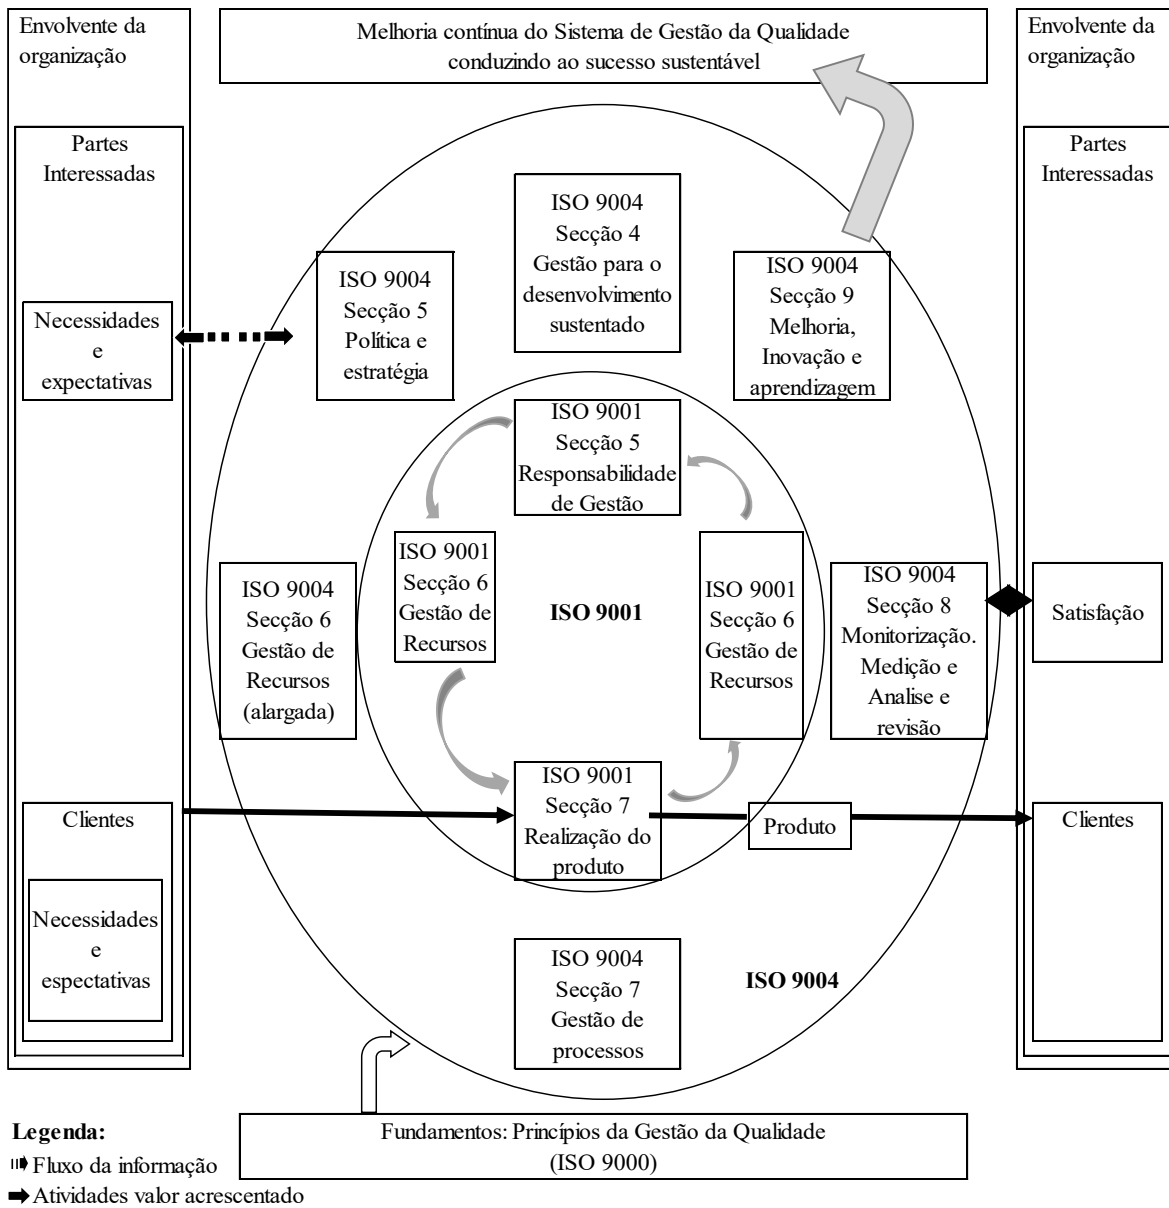 Envolvente da
organização
Melhoria contínua do Sistema de Gestão da Qualidade
conduzindo ao sucesso sustentável
Envolvente da
organização
Partes
Interessadas
Partes
Interessadas
ISO 9004
Secção 4
Gestão para o
desenvolvimento
sustentado
ISO 9004
Secção 5
Política e
estratégia
ISO 9004
Secção 9
Melhoria,
Inovação e
aprendizagem
Necessidades
e
expectativas
ISO 9001
Secção 5
Responsabilidade
de Gestão
ISO 9001
Secção 6
Gestão de
Recursos
ISO 9001
ISO 9001
Secção 6
Gestão de
Recursos
ISO 9004
Secção 6
Gestão de
Recursos
(alargada)
ISO 9004
Secção 8
Monitorização.
Medição e
Analise e
revisão
Satisfação
ISO 9001
Secção 7
Realização do
produto
Produto
Clientes
Necessidades
e
espectativas
Clientes
ISO 9004
Secção 7
Gestão de
processos
ISO 9004
Fundamentos: Princípios da Gestão da Qualidade
(ISO 9000)
Legenda:
Fluxo da informação
Atividades valor acrescentado